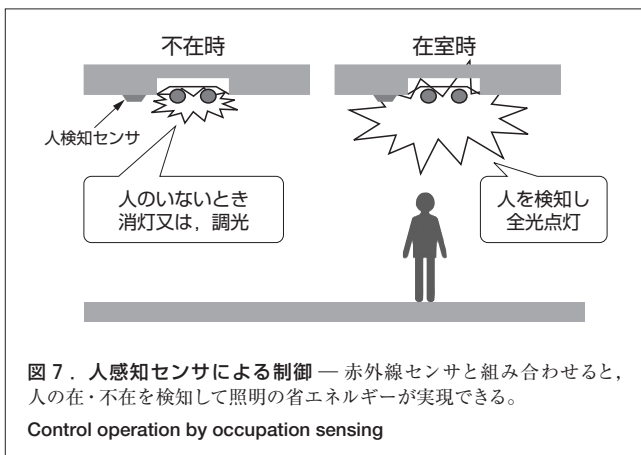 不在時
在室時
人検知センサ
人のいないとき
消灯又は，調光
人を検知し
全光点灯
図7．人感知センサによる制御 ― 赤外線センサと組み合わせると，
人の在・不在を検知して照明の省エネルギーが実現できる。
Control operation by occupation sensing